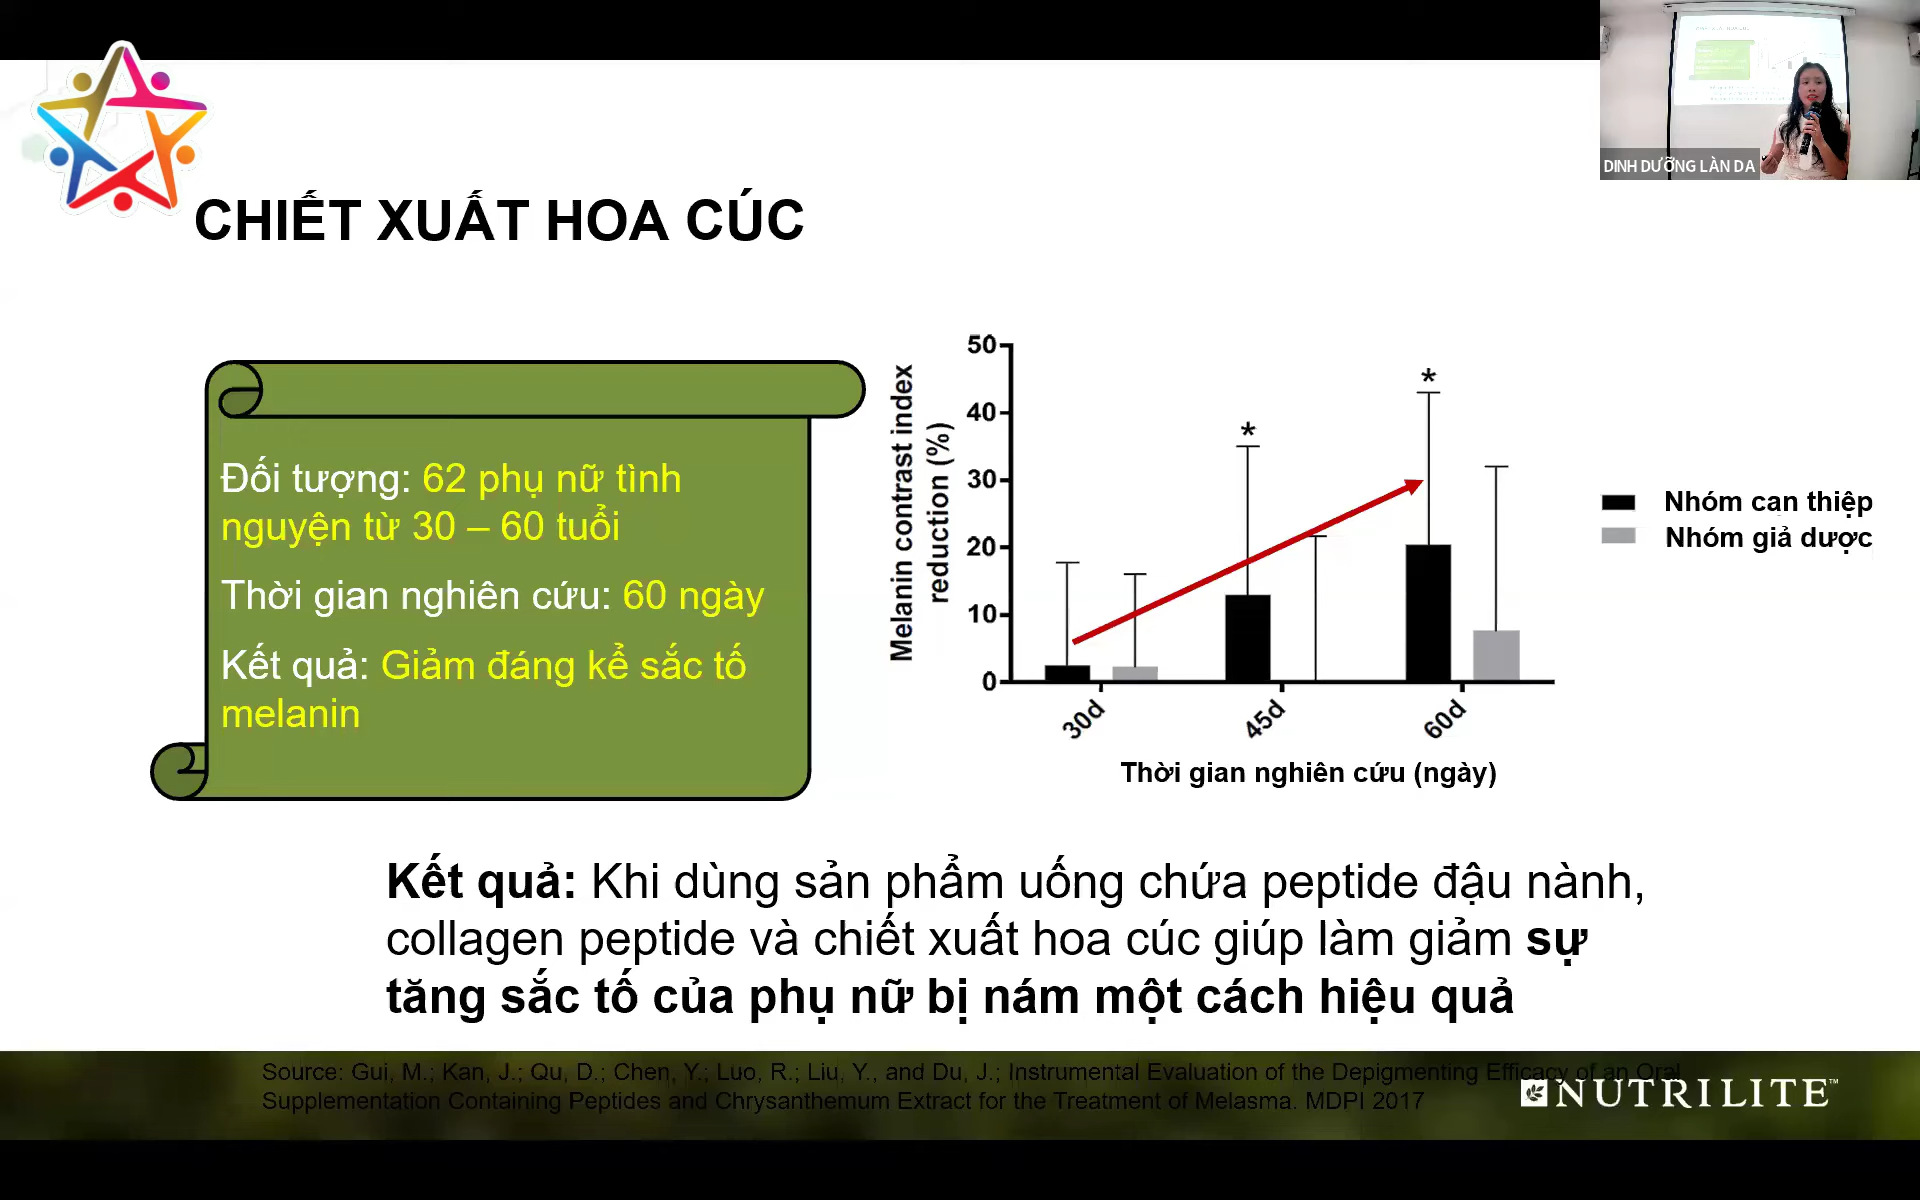 DINH DƯỠNG LÀN DA
CHIẾT XUẤT HOA CÚC
Đối tượng: 62 phụ nữ tình
nguyện từ 30 – 60 tuổi
Thời gian nghiên cứu: 60 ngày
Kết quả: Giảm đáng kể sắc tố
melanin
Melanin contrast index
reduction (%)
50
40
30
20
10
0
*
*
30d
45d
60d
Thời gian nghiên cứu (ngày)
Nhóm can thiệp
Nhóm giả dược
Kết quả: Khi dùng sản phẩm uống chứa peptide đậu nành,
collagen peptide và chiết xuất hoa cúc giúp làm giảm sự
tăng sắc tố của phụ nữ bị nám một cách hiệu quả
Source: Gui, M.; Kan, J.; Qu, D.; Chen, Y.; Luo, R.; Liu, Y., and Du, J.; Instrumental Evaluation of the Depigmenting Efficacy of an Oral
Supplementation Containing Peptides and Chrysanthemum Extract for the Treatment of Melasma. MDPI 2017
NUTRILITE™